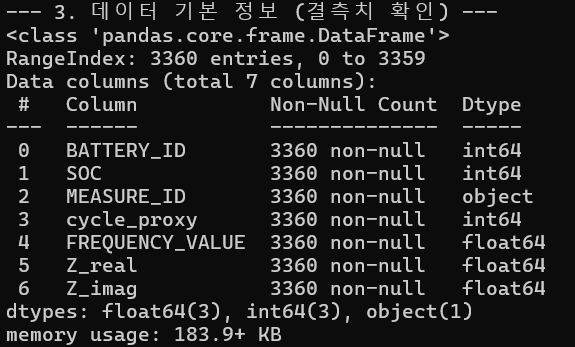 --- 3. 데이터 기본 정보 (결측치 확인) ---
<class 'pandas.core.frame.DataFrame'>
RangeIndex: 3360 entries, 0 to 3359
Data columns (total 7 columns):
 #   Column           Non-Null Count  Dtype
---  ------           --------------  -----
 0   BATTERY_ID       3360 non-null   int64
 1   SOC              3360 non-null   int64
 2   MEASURE_ID       3360 non-null   object
 3   cycle_proxy      3360 non-null   int64
 4   FREQUENCY_VALUE  3360 non-null   float64
 5   Z_real           3360 non-null   float64
 6   Z_imag           3360 non-null   float64
dtypes: float64(3), int64(3), object(1)
memory usage: 183.9+ KB